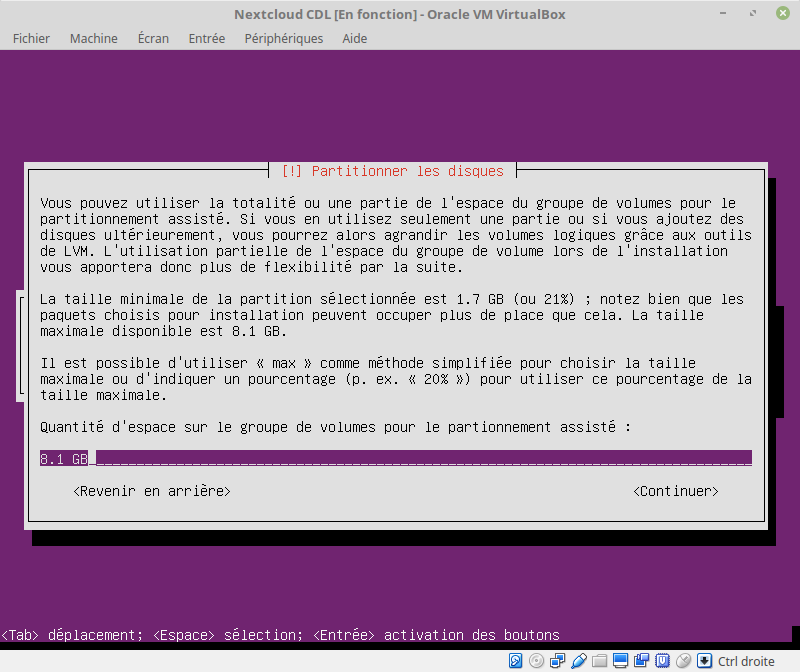 Nextcloud CDL [En fonction] - Oracle VM VirtualBox
Fichier Machine Écran Entrée Périphériques Aide
[!] Partitionner les disques
Vous pouvez utiliser la totalité ou une partie de l'espace du groupe de volumes pour le
partitionnement assisté. Si vous en utilisez seulement une partie ou si vous ajoutez des
disques ultérieurement, vous pourrez alors agrandir les volumes logiques grâce aux outils
de LVM. L'utilisation partielle de l'espace du groupe de volume lors de l'installation
vous apportera donc plus de flexibilité par la suite.
La taille minimale de la partition sélectionnée est 1.7 GB (ou 21%) ; notez bien que les
paquets choisis pour installation peuvent occuper plus de place que cela. La taille
maximale disponible est 8.1 GB.
Il est possible d'utiliser « max » comme méthode simplifiée pour choisir la taille
maximale ou d'indiquer un pourcentage (p. ex. « 20% ») pour utiliser ce pourcentage de la
taille maximale.
Quantité d'espace sur le groupe de volumes pour le partionnement assisté :
8.1 GB
<Revenir en arrière> <Continuer>
<Tab> déplacement; <Espace> sélection; <Entrée> activation des boutons
Ctrl droite